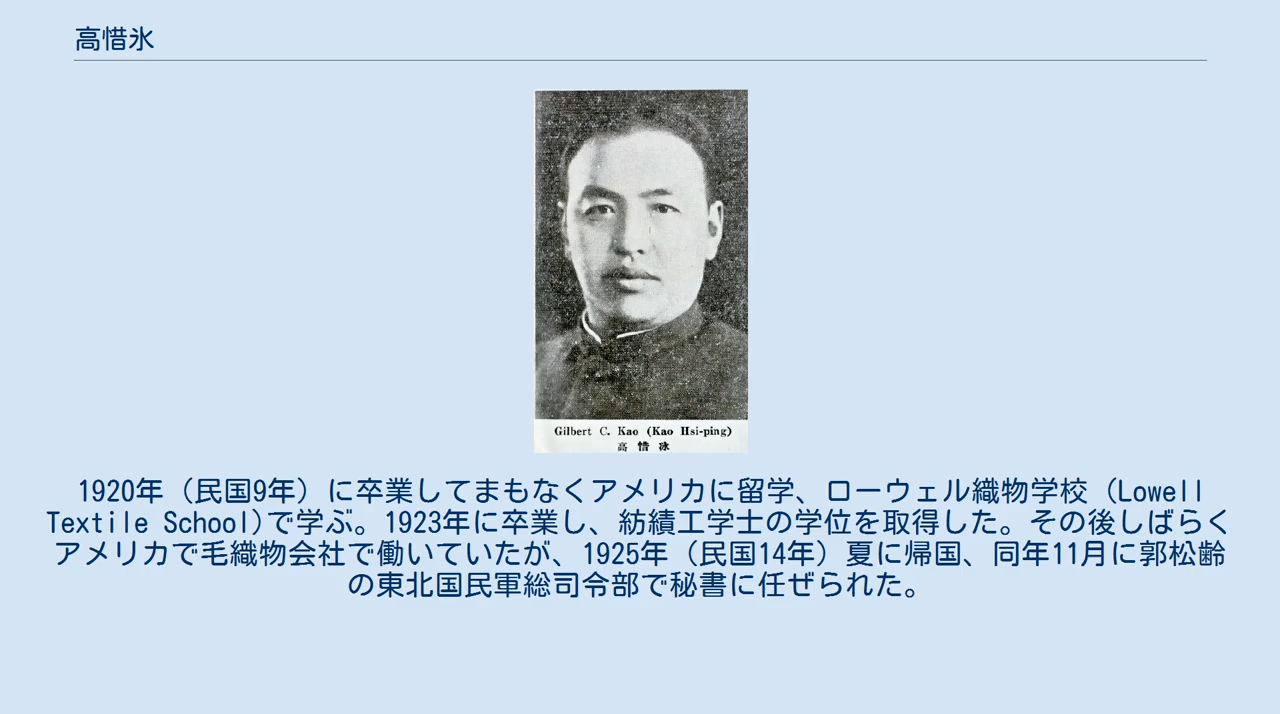 高惜氷
Gilbert C. Kao (Kao Hsi-ping)
高 惜 冰
1920年（民国9年）に卒業してまもなくアメリカに留学、ローウェル織物学校（Lowell
Textile School)で学ぶ。1923年に卒業し、紡績工学士の学位を取得した。その後しばらく
アメリカで毛織物会社で働いていたが、1925年（民国14年）夏に帰国、同年11月に郭松齢
の東北国民軍総司令部で秘書に任ぜられた。